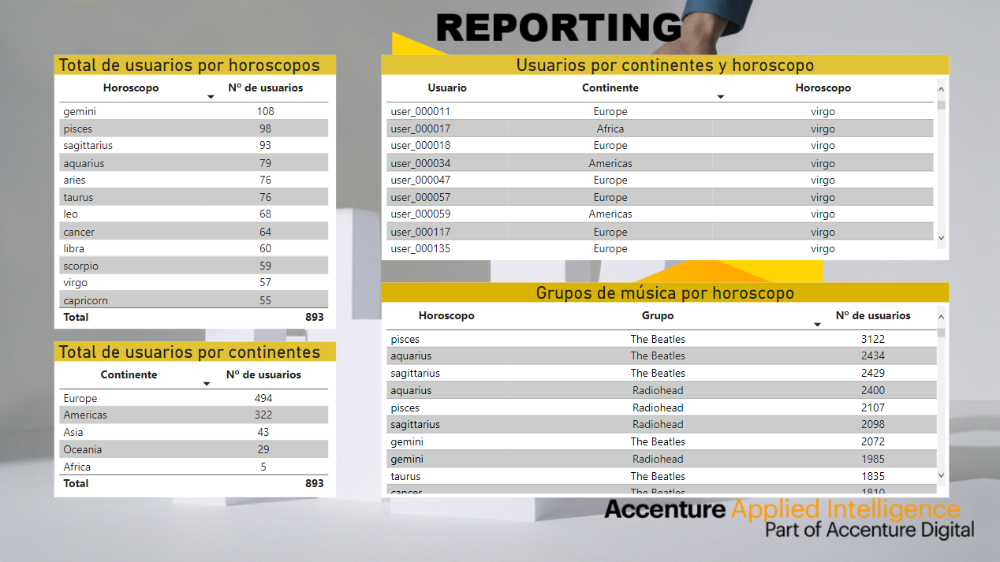 REPORTING
Total de usuarios por horoscopos
Horoscopo Nº de usuarios
gemini 108
pisces 98
sagittarius 93
aquarius 79
aries 76
taurus 76
leo 68
cancer 64
libra 60
scorpio 59
virgo 57
capricorn 55
Total 893
Total de usuarios por continentes
Continente Nº de usuarios
Europe 494
Americas 322
Asia 43
Oceania 29
Africa 5
Total 893
Usuarios por continentes y horoscopo
Usuario Continente Horoscopo
user_000011 Europe virgo
user_000017 Africa virgo
user_000018 Europe virgo
user_000034 Americas virgo
user_000047 Europe virgo
user_000057 Europe virgo
user_000059 Americas virgo
user_000117 Europe virgo
user_000135 Europe virgo
Grupos de música por horoscopo
Horoscopo Grupo Nº de usuarios
pisces The Beatles 3122
aquarius The Beatles 2434
sagittarius The Beatles 2429
aquarius Radiohead 2400
pisces Radiohead 2107
sagittarius Radiohead 2098
gemini The Beatles 2072
gemini Radiohead 1985
taurus The Beatles 1835
cancer The Beatles 1810
Accenture Applied Intelligence
Part of Accenture Digital